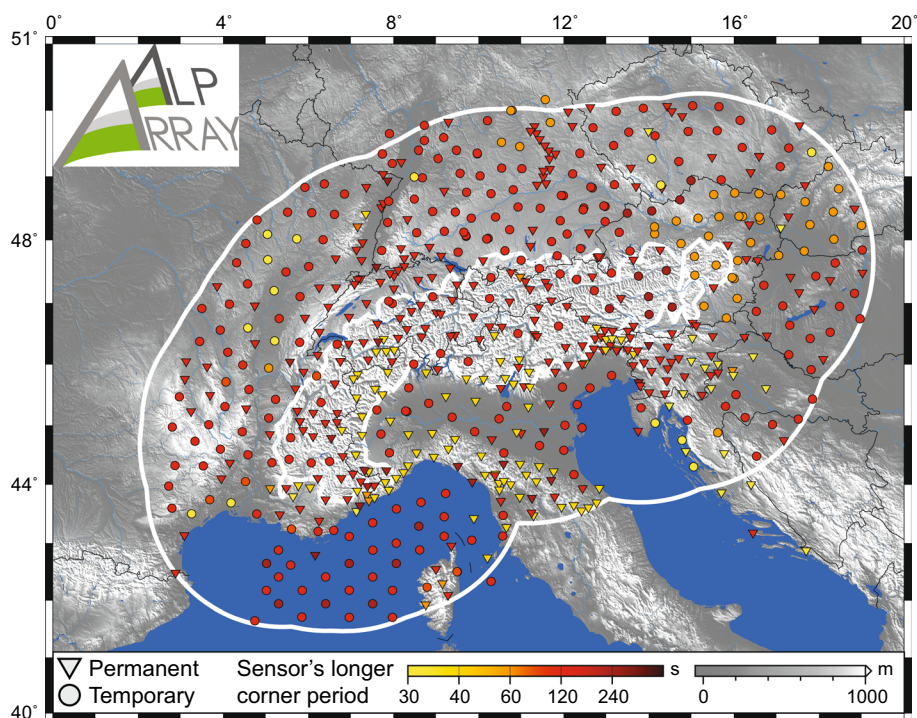 0° 4° 8° 12° 16° 20°
51°
ALP
ARRAY
48°
44°
40°
Permanent
Temporary
Sensor's longer
corner period
s
30 40 60 120 240
m
0 1000